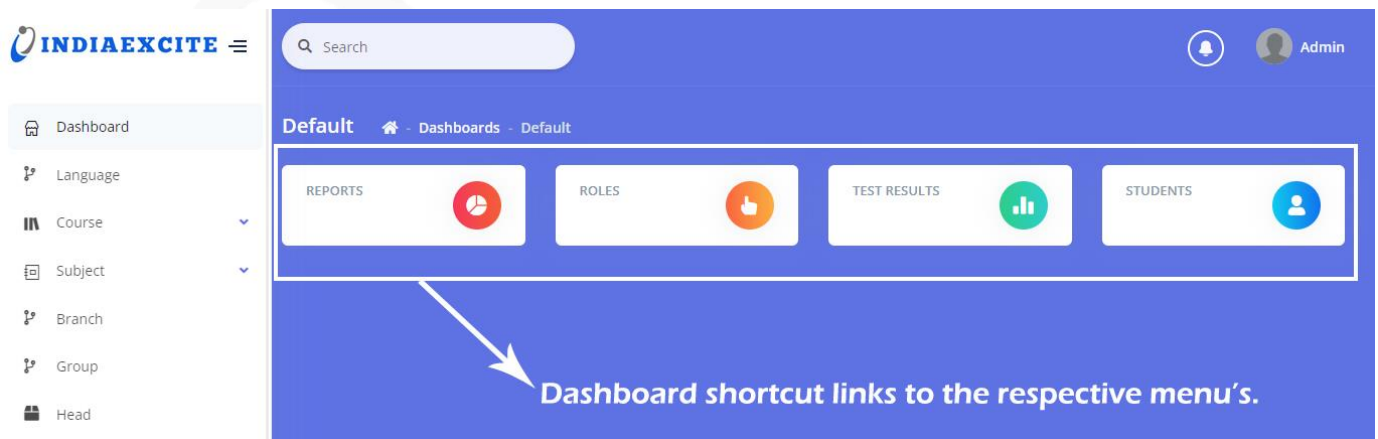 INDIAEXCITE
Search
Admin
Dashboard
Language
Course
Subject
Branch
Group
Head
Default - Dashboards - Default
REPORTS
ROLES
TEST RESULTS
STUDENTS
Dashboard shortcut links to the respective menu's.